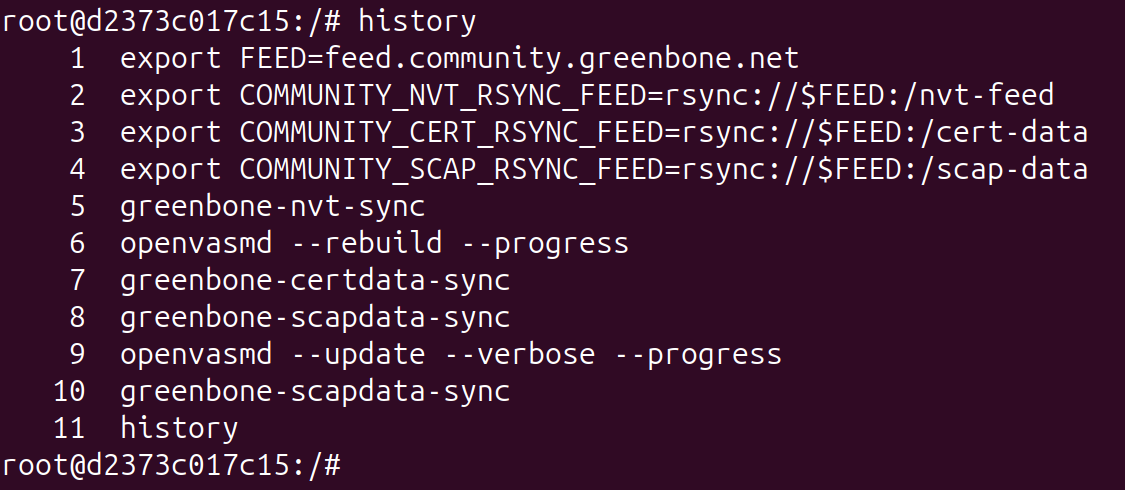 root@d2373c017c15:/# history
    1  export FEED=feed.community.greenbone.net
    2  export COMMUNITY_NVT_RSYNC_FEED=rsync://$FEED:/nvt-feed
    3  export COMMUNITY_CERT_RSYNC_FEED=rsync://$FEED:/cert-data
    4  export COMMUNITY_SCAP_RSYNC_FEED=rsync://$FEED:/scap-data
    5  greenbone-nvt-sync
    6  openvasmd --rebuild --progress
    7  greenbone-certdata-sync
    8  greenbone-scapdata-sync
    9  openvasmd --update --verbose --progress
   10  greenbone-scapdata-sync
   11  history
root@d2373c017c15:/#